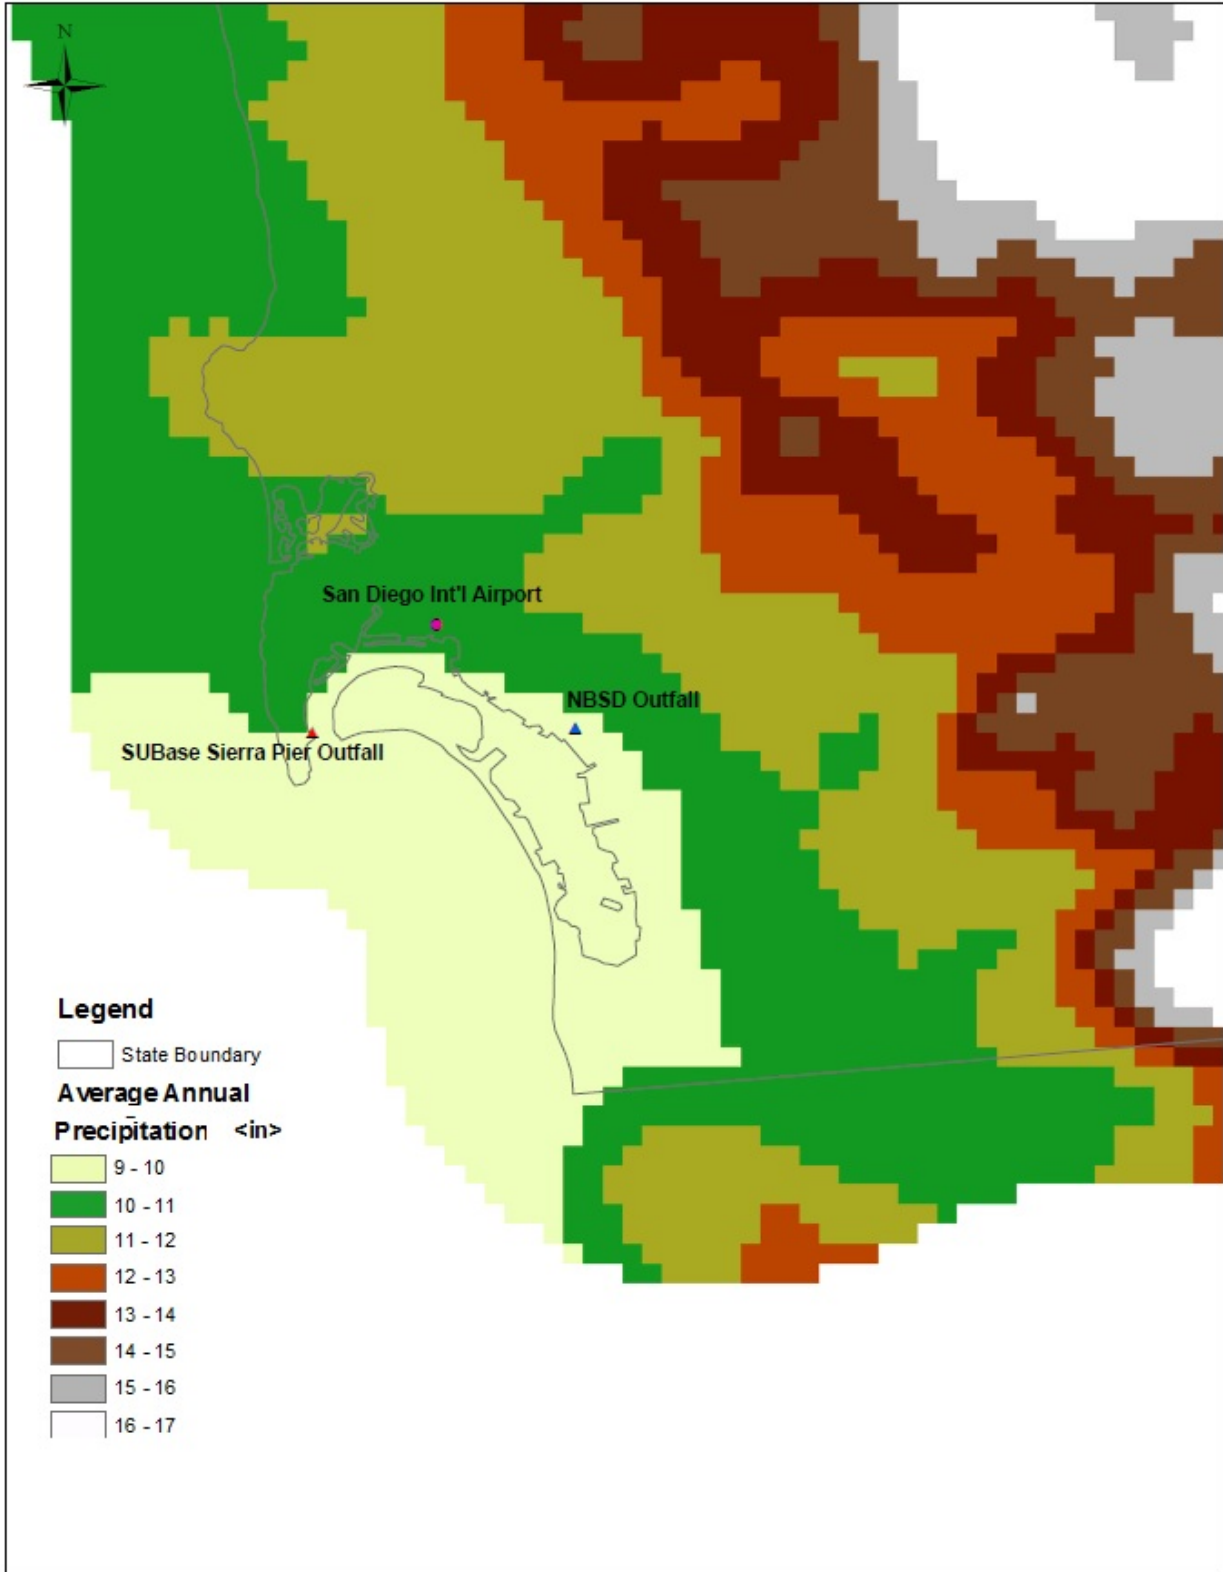 N
San Diego Int'l Airport
NBSD Outfall
SUBase Sierra Pier Outfall
Legend
State Boundary
Average Annual
Precipitation <in>
9 - 10
10 - 11
11 - 12
12 - 13
13 - 14
14 - 15
15 - 16
16 - 17